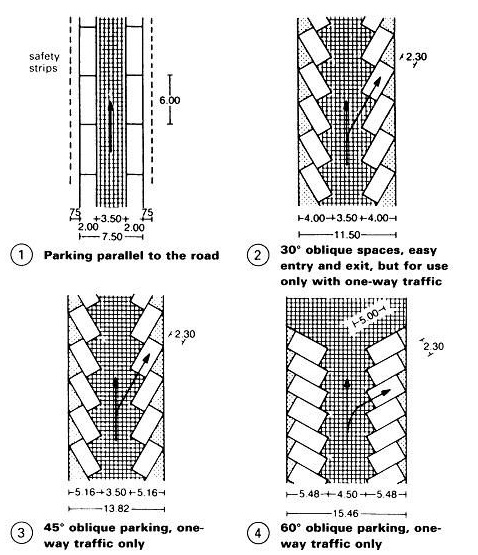 safety
strips
6.00
75
+3.50+
75
2.00
2.00
7.50
1
Parking parallel to the road
2.30
4.00
3.50
4.00
11.50
2
30° oblique spaces, easy
entry and exit, but for use
only with one-way traffic
2.30
5.16
3.50
5.16
13.82
3
45° oblique parking, one-
way traffic only
5.00
2.30
5.48
4.50
5.48
15.46
4
60° oblique parking, one-
way traffic only